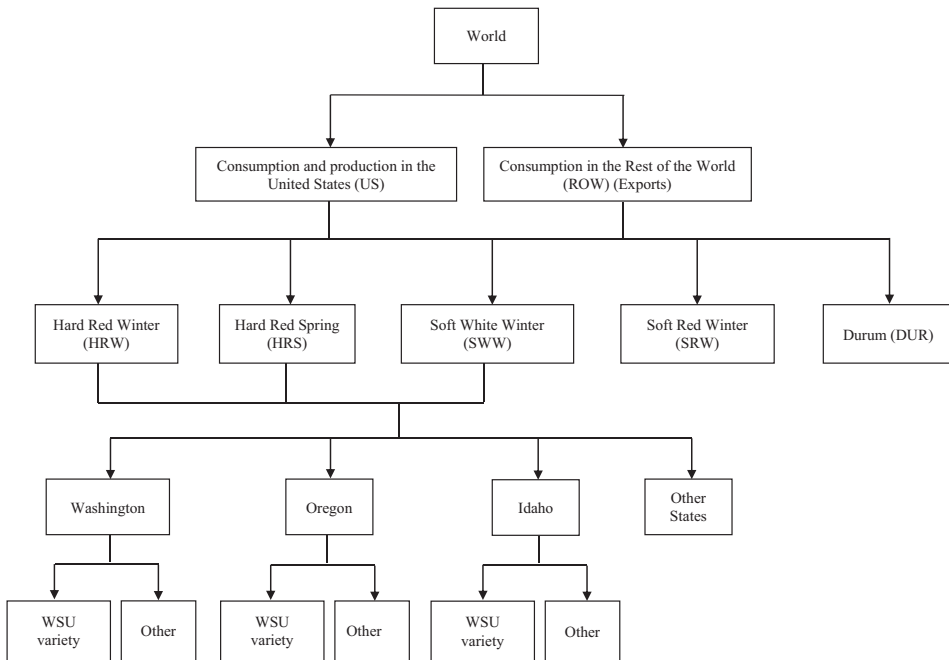 World
Consumption and production in the
United States (US)
Consumption in the Rest of the World
(ROW) (Exports)
Hard Red Winter
(HRW)
Hard Red Spring
(HRS)
Soft White Winter
(SWW)
Soft Red Winter
(SRW)
Durum (DUR)
Washington
Oregon
Idaho
Other
States
WSU
variety
Other
WSU
variety
Other
WSU
variety
Other